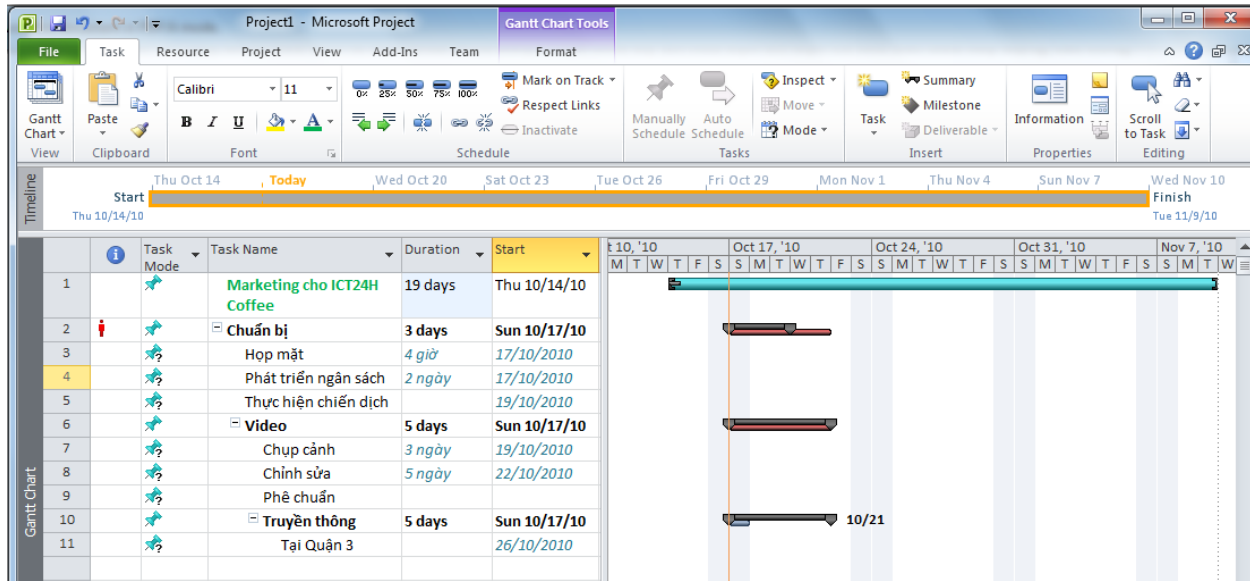 Project1 - Microsoft Project
Gantt Chart Tools
File Task Resource Project View Add-Ins Team Format
Gantt Chart
View
Paste
Clipboard
Calibri 11
B I U A
Font
0% 25% 50% 75% 100%
Mark on Track
Respect Links
Inactivate
Schedule
Manually Schedule
Auto Schedule
Inspect
Move
Mode
Tasks
Task
Summary
Milestone
Deliverable
Insert
Information
Properties
Scroll to Task
Editing
Timeline
Thu Oct 14 Today Wed Oct 20 Sat Oct 23 Tue Oct 26 Fri Oct 29 Mon Nov 1 Thu Nov 4 Sun Nov 7 Wed Nov 10
Start
Thu 10/14/10
Finish
Tue 11/9/10
Gantt Chart
Task Mode Task Name Duration Start
t 10, '10 Oct 17, '10 Oct 24, '10 Oct 31, '10 Nov 7, '10
M T W T F S S M T W T F S S M T W T F S S M T W T F S S M T W
1 Marketing cho ICT24H Coffee 19 days Thu 10/14/10
2 Chuẩn bị 3 days Sun 10/17/10
3 Họp mặt 4 giờ 17/10/2010
4 Phát triển ngân sách 2 ngày 17/10/2010
5 Thực hiện chiến dịch 19/10/2010
6 Video 5 days Sun 10/17/10
7 Chụp cảnh 3 ngày 19/10/2010
8 Chỉnh sửa 5 ngày 22/10/2010
9 Phê chuẩn
10 Truyền thông 5 days Sun 10/17/10 10/21
11 Tại Quận 3 26/10/2010